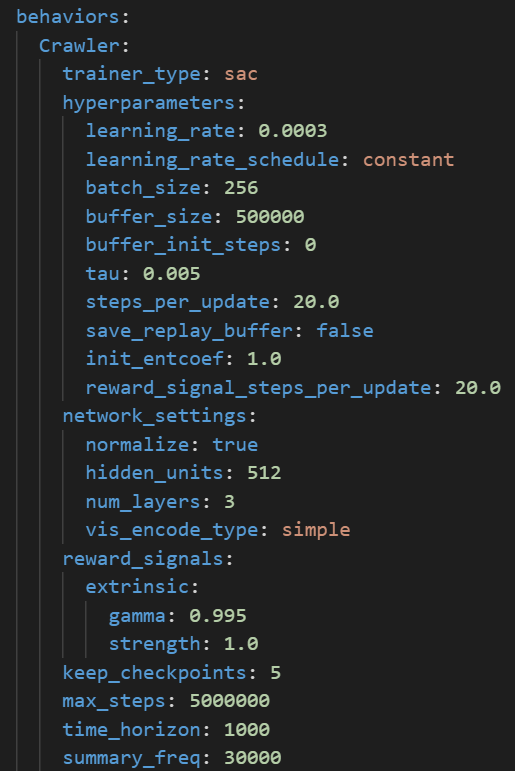 behaviors:
Crawler:
trainer_type: sac
hyperparameters:
learning_rate: 0.0003
learning_rate_schedule: constant
batch_size: 256
buffer_size: 500000
buffer_init_steps: 0
tau: 0.005
steps_per_update: 20.0
save_replay_buffer: false
init_entcoef: 1.0
reward_signal_steps_per_update: 20.0
network_settings:
normalize: true
hidden_units: 512
num_layers: 3
vis_encode_type: simple
reward_signals:
extrinsic:
gamma: 0.995
strength: 1.0
keep_checkpoints: 5
max_steps: 5000000
time_horizon: 1000
summary_freq: 30000